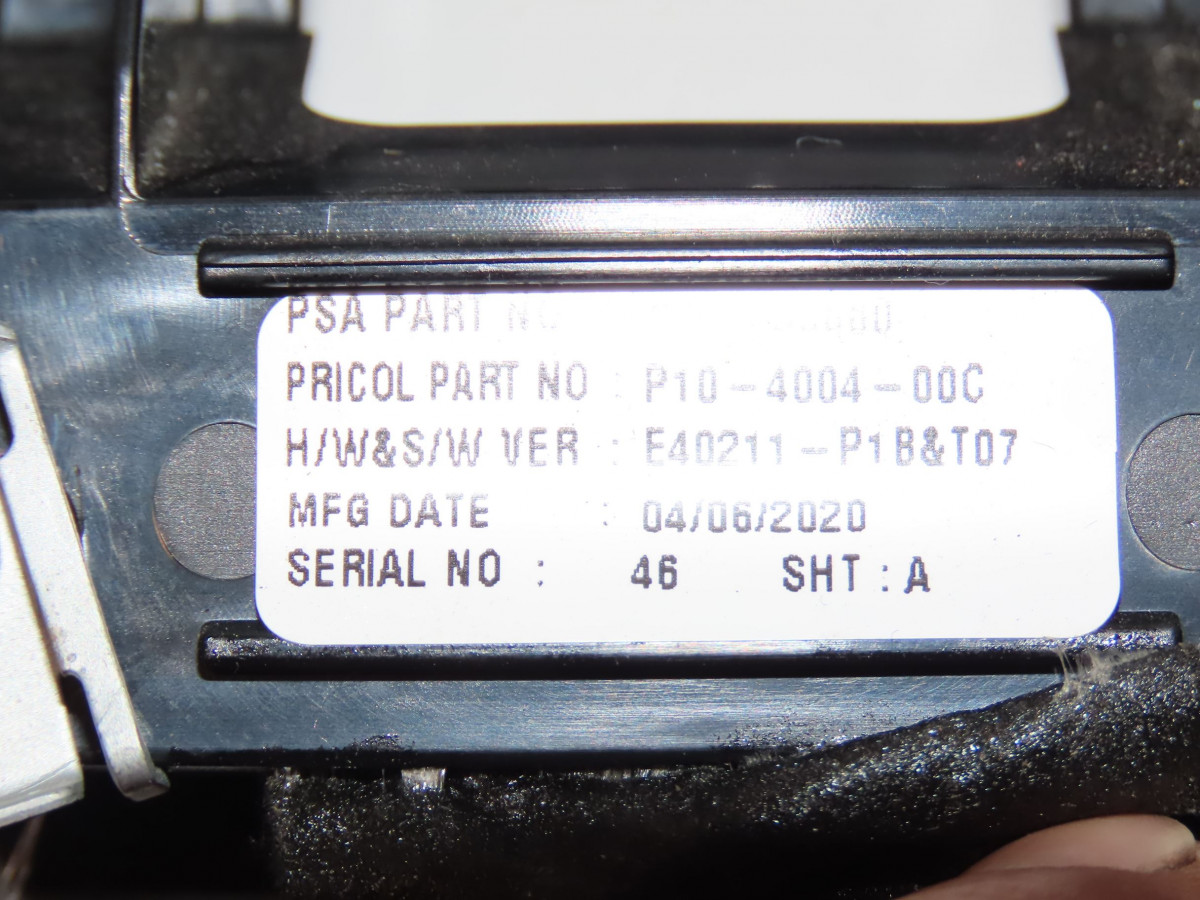 PSA PART NO
PRICOL PART NO : P10-4004-00C
H/W&S/W VER : E40211-P1B&T07
MFG DATE : 04/06/2020
SERIAL NO : 46 SHT : A